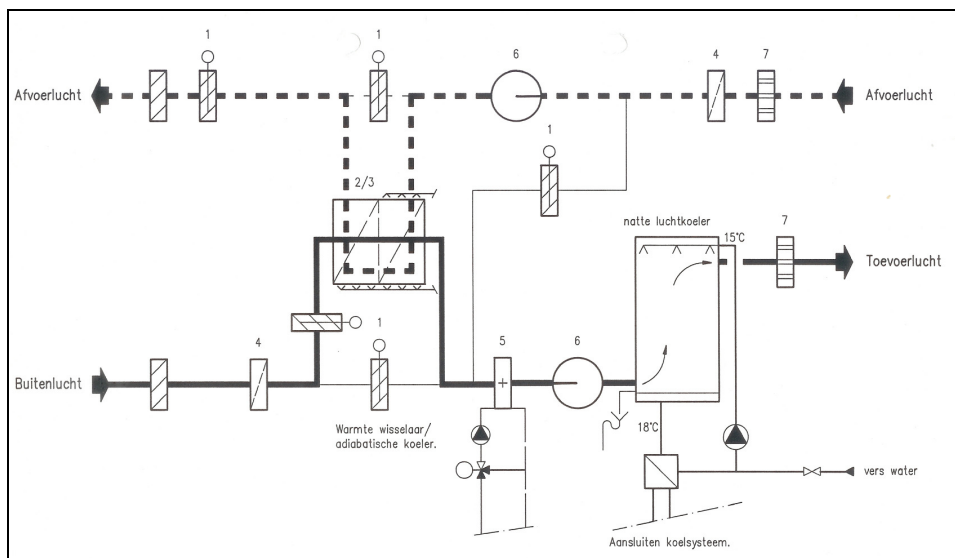 1
1
6
4
7
Afvoerlucht
Afvoerlucht
1
2/3
natte luchtkoeler
7
15°C
Toevoerlucht
1
4
5
6
Buitenlucht
Warmte wisselaar/
adiabatische koeler.
18°C
vers water
Aansluiten koelsysteem.